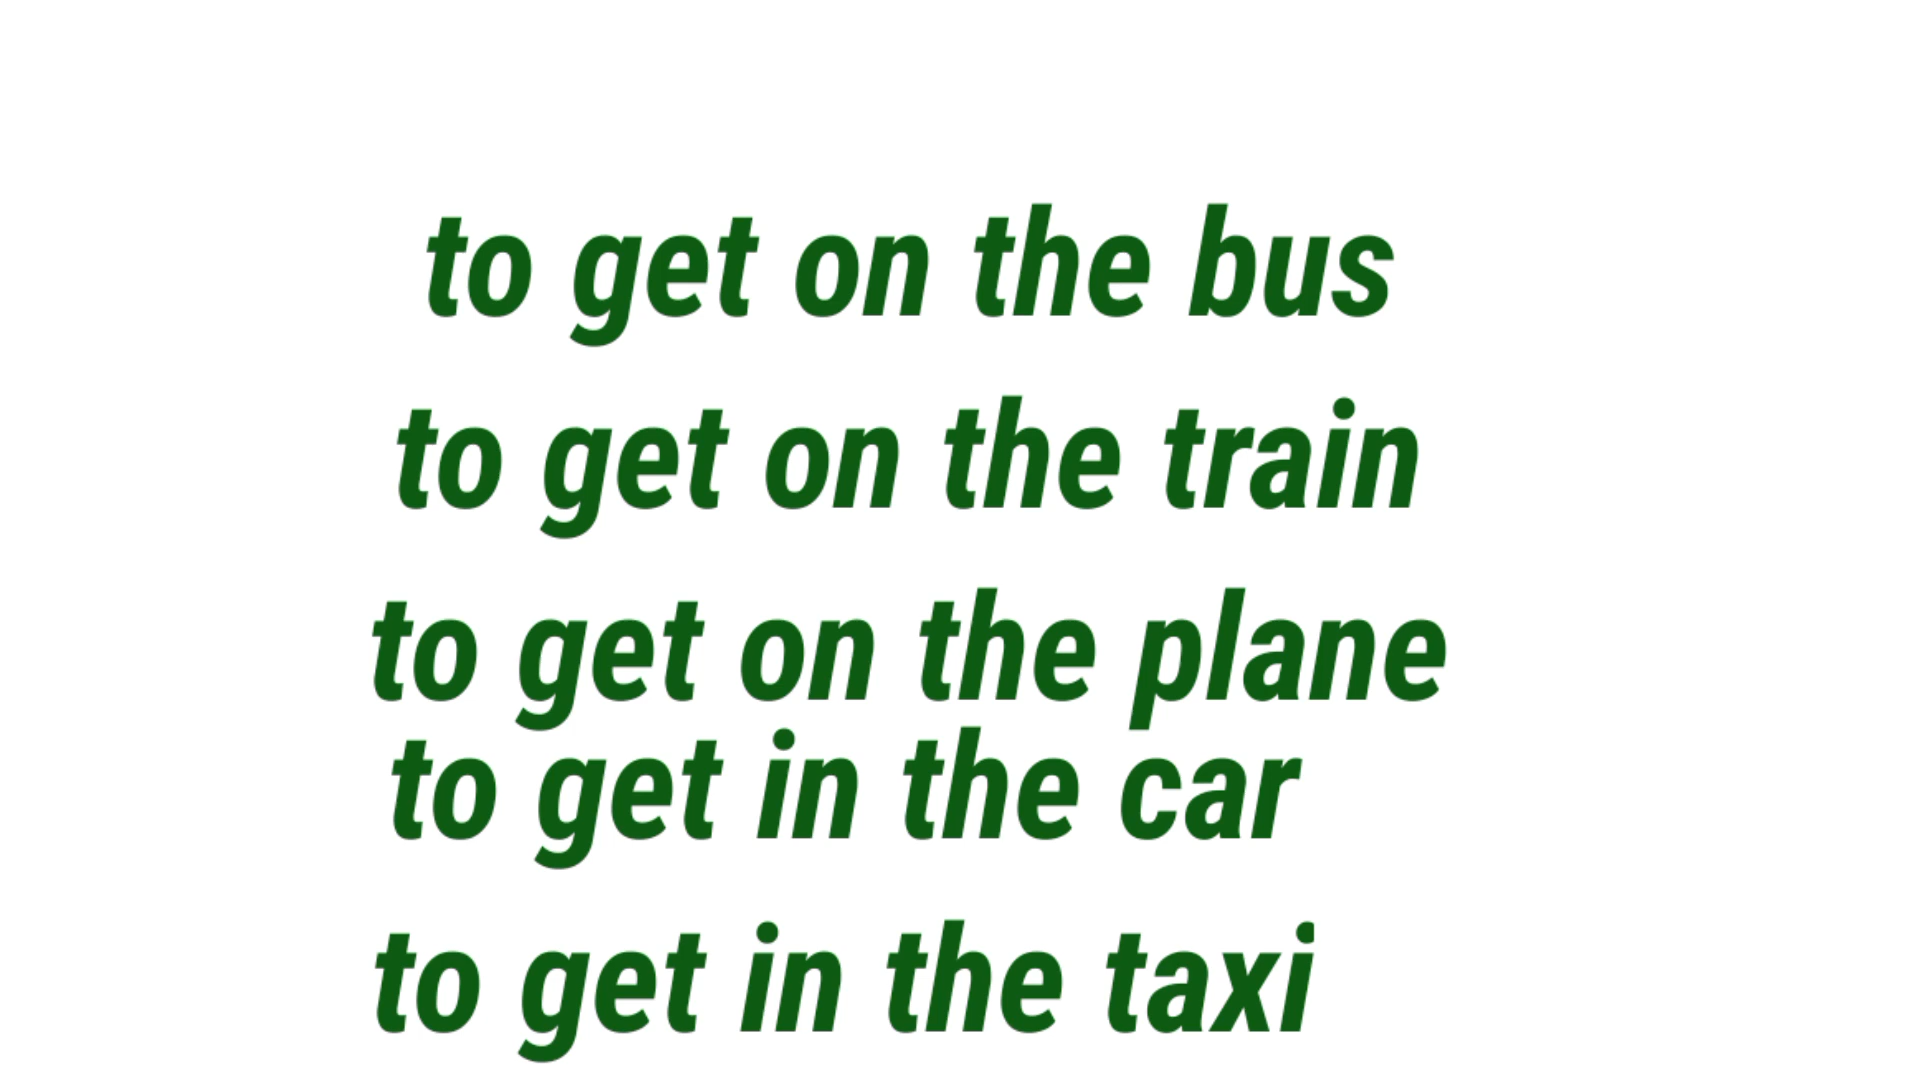 to get on the bus
to get on the train
to get on the plane
to get in the car
to get in the taxi